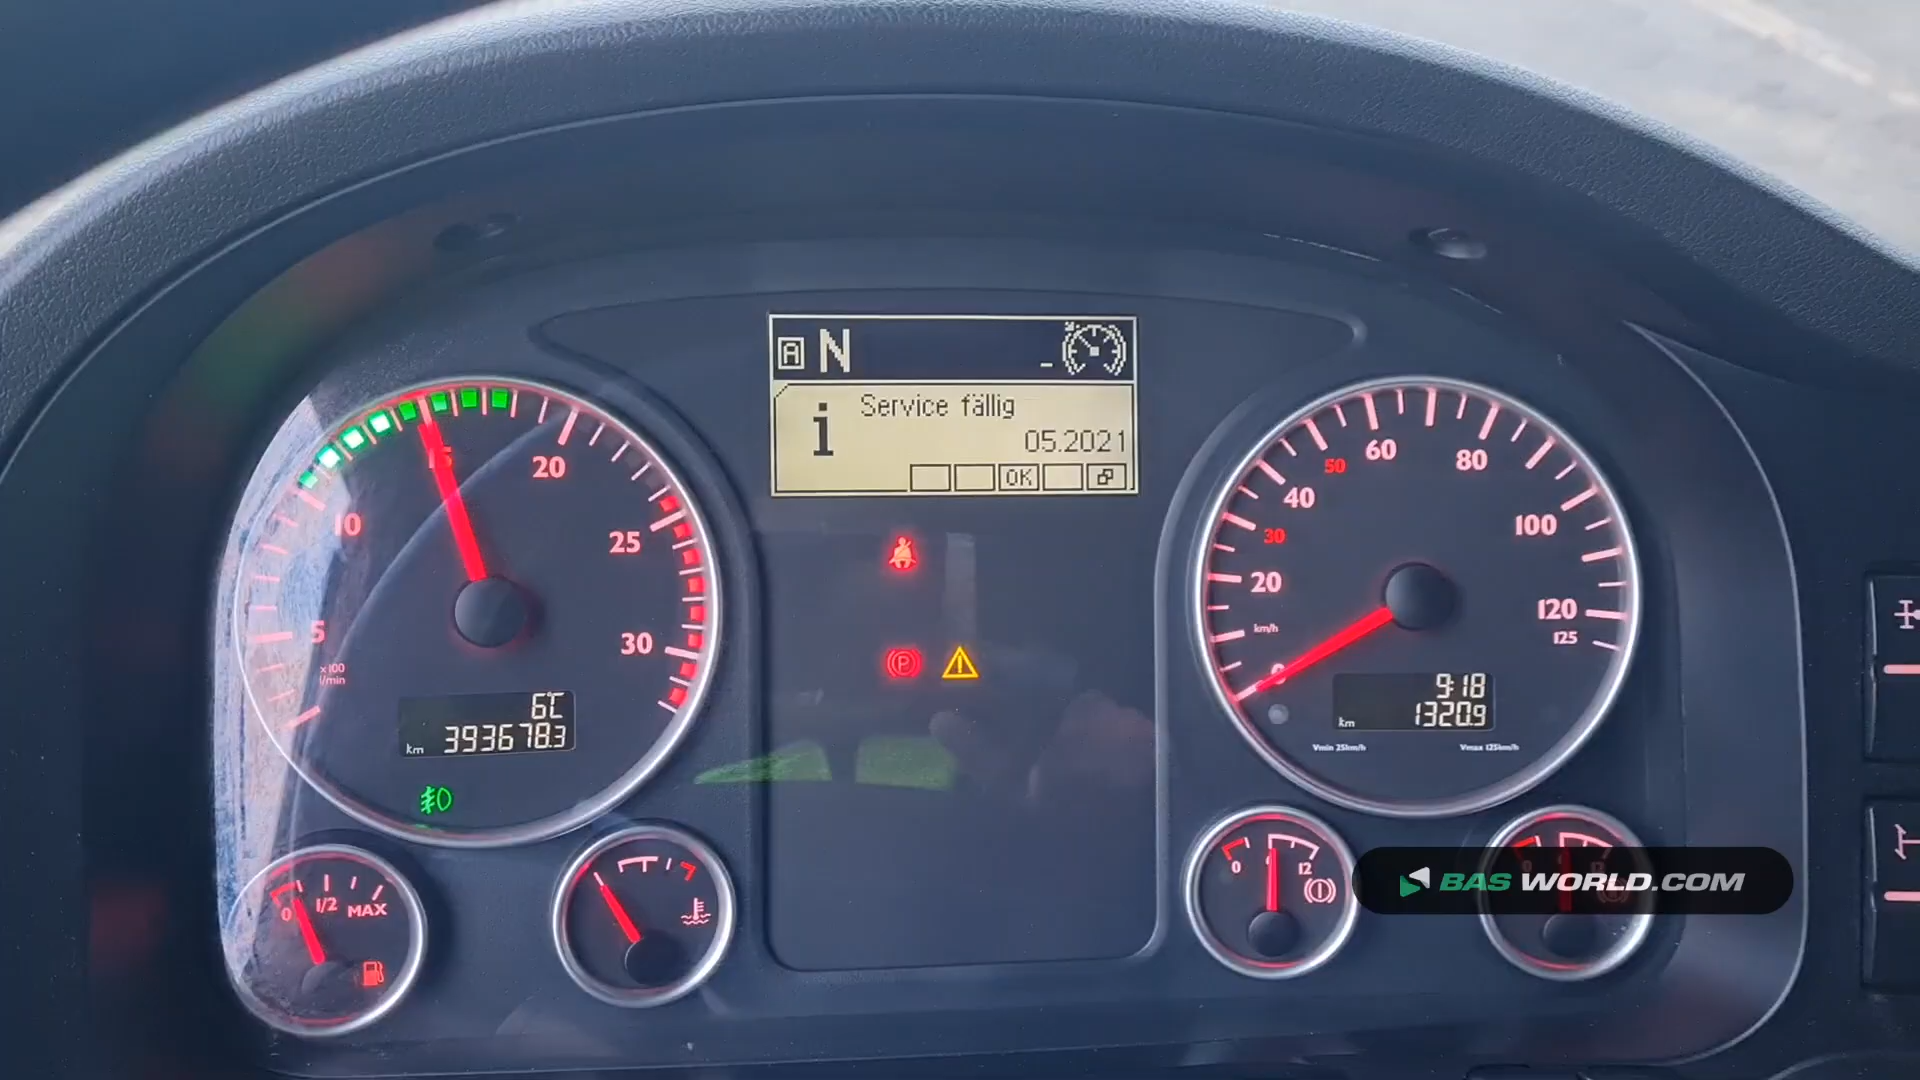 A N
-
Service fällig
i
05.2021
OK
5
10
15
20
25
30
x100
l/min
6°C
km 393678.3
0
20
30
40
50
60
80
100
120
125
km/h
9:18
km 1320.9
Vmin 25km/h
Vmax 125km/h
P
0
1/2
MAX
0
12
BAS WORLD.COM